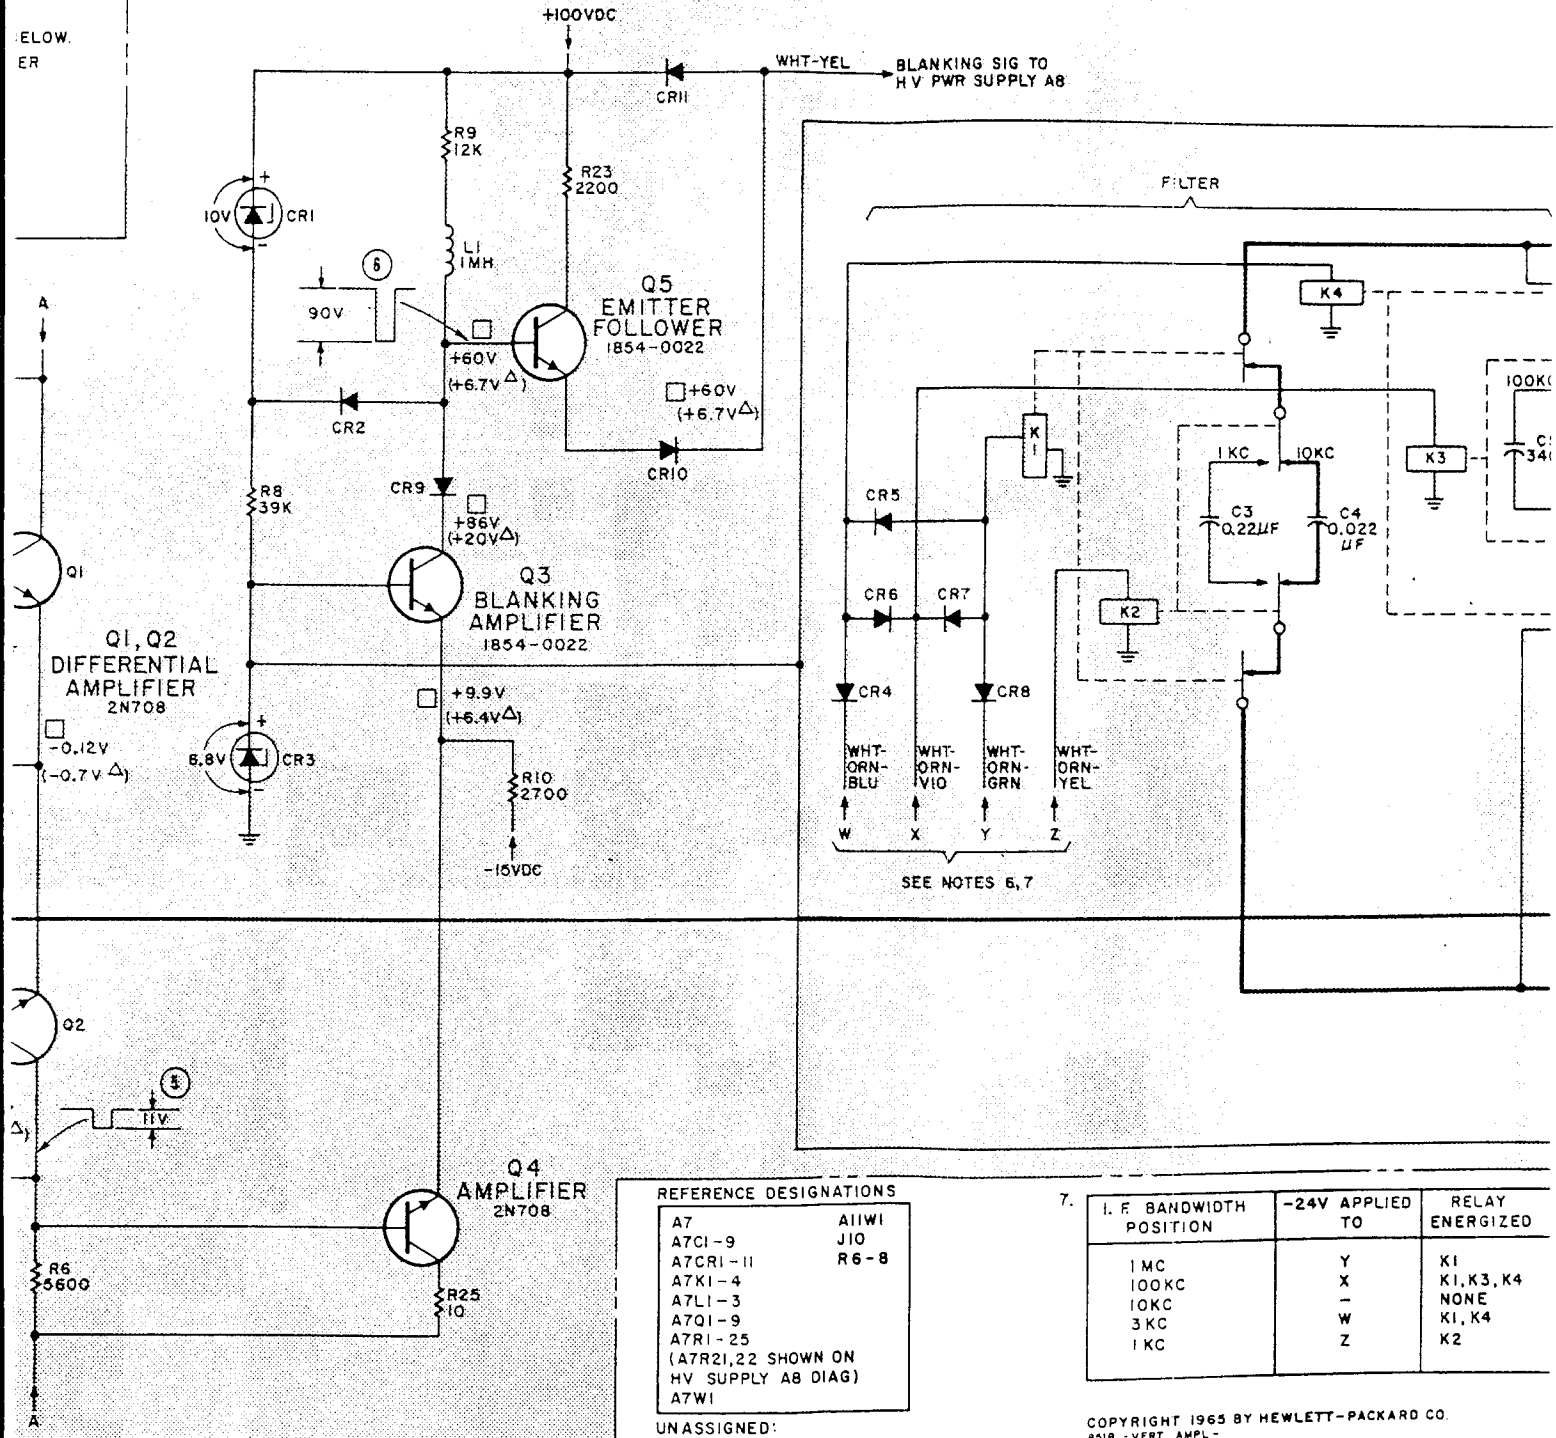 ELOW.
ER
+100VDC
WHT-YEL
BLANKING SIG TO
HV PWR SUPPLY A8
CR11
R9
12K
R23
2200
FILTER
+
10V
CR1
-
L1
1MH
6
90V
Q5
EMITTER
FOLLOWER
1854-0022
K4
A
+60V
(+6.7V△)
+60V
(+6.7V△)
100KC
CR2
K
1
CR10
1KC
10KC
K3
CR9
R8
39K
+86V
(+20V△)
CR5
C3
0.22UF
C4
0.022
UF
Q1
Q3
BLANKING
AMPLIFIER
1854-0022
CR6
CR7
K2
Q1,Q2
DIFFERENTIAL
AMPLIFIER
2N708
+9.9V
(+6.4V△)
CR4
CR8
-0.12V
(-0.7V△)
+
CR3
-
WHT-
ORN-
BLU
WHT-
ORN-
VIO
WHT-
ORN-
GRN
WHT-
ORN-
YEL
R10
2700
-15VDC
W
X
Y
Z
SEE NOTES 6,7
Q2
11V
△)
Q4
AMPLIFIER
2N708
R6
5600
R25
10
A
REFERENCE DESIGNATIONS
A7
A11W1
A7C1-9
J10
A7CR1-11
R6-8
A7K1-4
A7L1-3
A7Q1-9
A7R1-25
(A7R21,22 SHOWN ON
HV SUPPLY A8 DIAG)
A7W1
UNASSIGNED:
7.
I.F. BANDWIDTH
POSITION
-24V APPLIED
TO
RELAY
ENERGIZED
1MC
Y
K1
100KC
X
K1,K3,K4
10KC
-
NONE
3KC
W
K1,K4
1KC
Z
K2
COPYRIGHT 1965 BY HEWLETT-PACKARD CO.
-VERT. AMPL-